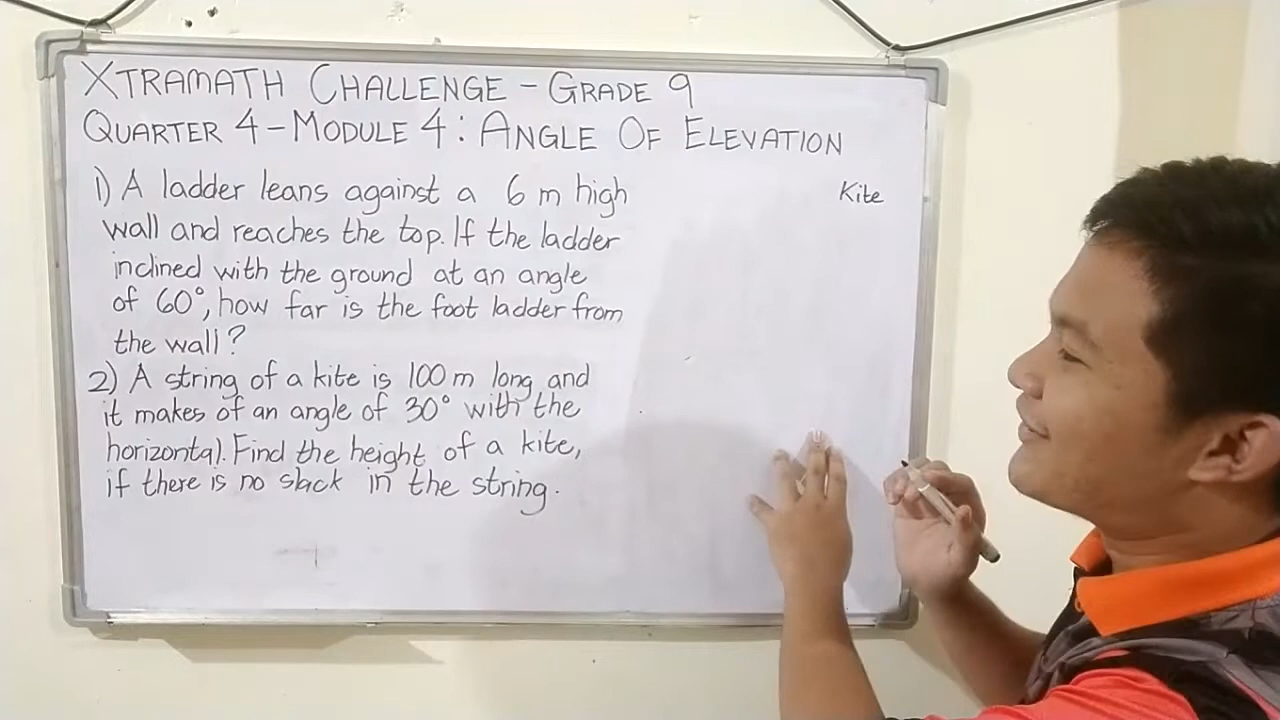 XTRAMATH CHALLENGE - GRADE 9
QUARTER 4 - MODULE 4 : ANGLE OF ELEVATION
1) A ladder leans against a 6 m high
wall and reaches the top. If the ladder
inclined with the ground at an angle
of 60°, how far is the foot ladder from
the wall?
2) A string of a kite is 100 m long and
it makes of an angle of 30° with the
horizontal. Find the height of a kite,
if there is no slack in the string.
Kite